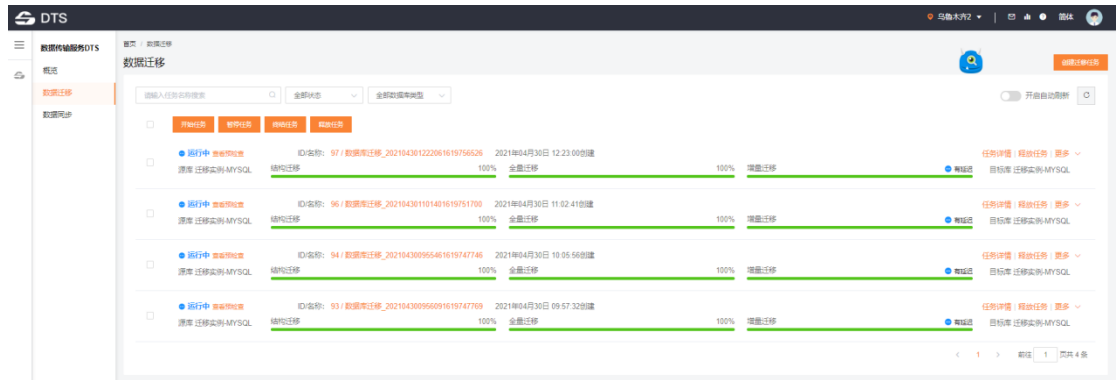 DTS
乌鲁木齐2
简体
数据传输服务DTS
概览
数据迁移
数据同步
首页 / 数据迁移
数据迁移
创建迁移任务
请输入任务名称搜索 全部状态 全部数据库类型 开启自动刷新
开始任务 暂停任务 终结任务 释放任务
运行中 查看预检查 ID/名称: 97 / 数据库迁移_202104301222061619756526 2021年04月30日 12:23:00创建 任务详情 | 释放任务 | 更多
源库 迁移实例-MYSQL 结构迁移 100% 全量迁移 100% 增量迁移 有延迟 目标库 迁移实例-MYSQL
运行中 查看预检查 ID/名称: 96 / 数据库迁移_202104301101401619751700 2021年04月30日 11:02:41创建 任务详情 | 释放任务 | 更多
源库 迁移实例-MYSQL 结构迁移 100% 全量迁移 100% 增量迁移 有延迟 目标库 迁移实例-MYSQL
运行中 查看预检查 ID/名称: 94 / 数据库迁移_202104300955461619747746 2021年04月30日 10:05:56创建 任务详情 | 释放任务 | 更多
源库 迁移实例-MYSQL 结构迁移 100% 全量迁移 100% 增量迁移 有延迟 目标库 迁移实例-MYSQL
运行中 查看预检查 ID/名称: 93 / 数据库迁移_202104300956091619747769 2021年04月30日 09:57:32创建 任务详情 | 释放任务 | 更多
源库 迁移实例-MYSQL 结构迁移 100% 全量迁移 100% 增量迁移 有延迟 目标库 迁移实例-MYSQL
< 1 > 前往 1 页共 4 条